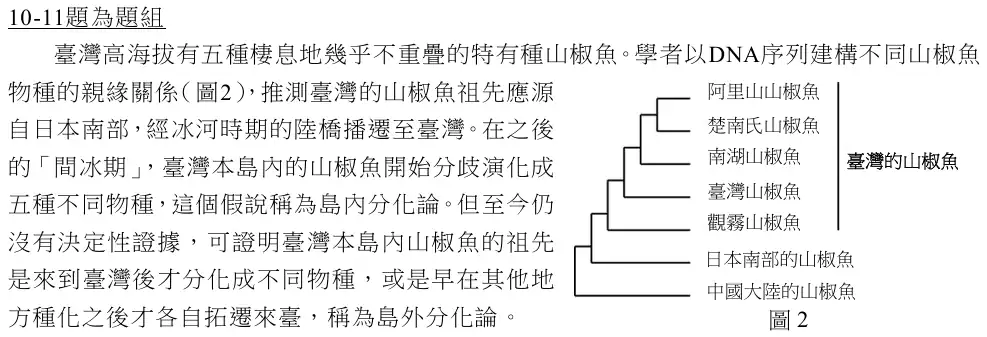 10-11題為題組
臺灣高海拔有五種棲息地幾乎不重疊的特有種山椒魚。學者以DNA序列建構不同山椒魚
物種的親緣關係(圖2),推測臺灣的山椒魚祖先應源
自日本南部,經冰河時期的陸橋播遷至臺灣。在之後
的「間冰期」,臺灣本島內的山椒魚開始分歧演化成
五種不同物種,這個假說稱為島內分化論。但至今仍
沒有決定性證據,可證明臺灣本島內山椒魚的祖先
是來到臺灣後才分化成不同物種,或是早在其他地
方種化之後才各自拓遷來臺,稱為島外分化論。
阿里山山椒魚
楚南氏山椒魚
南湖山椒魚
臺灣山椒魚
觀霧山椒魚
臺灣的山椒魚
日本南部的山椒魚
中國大陸的山椒魚
圖2